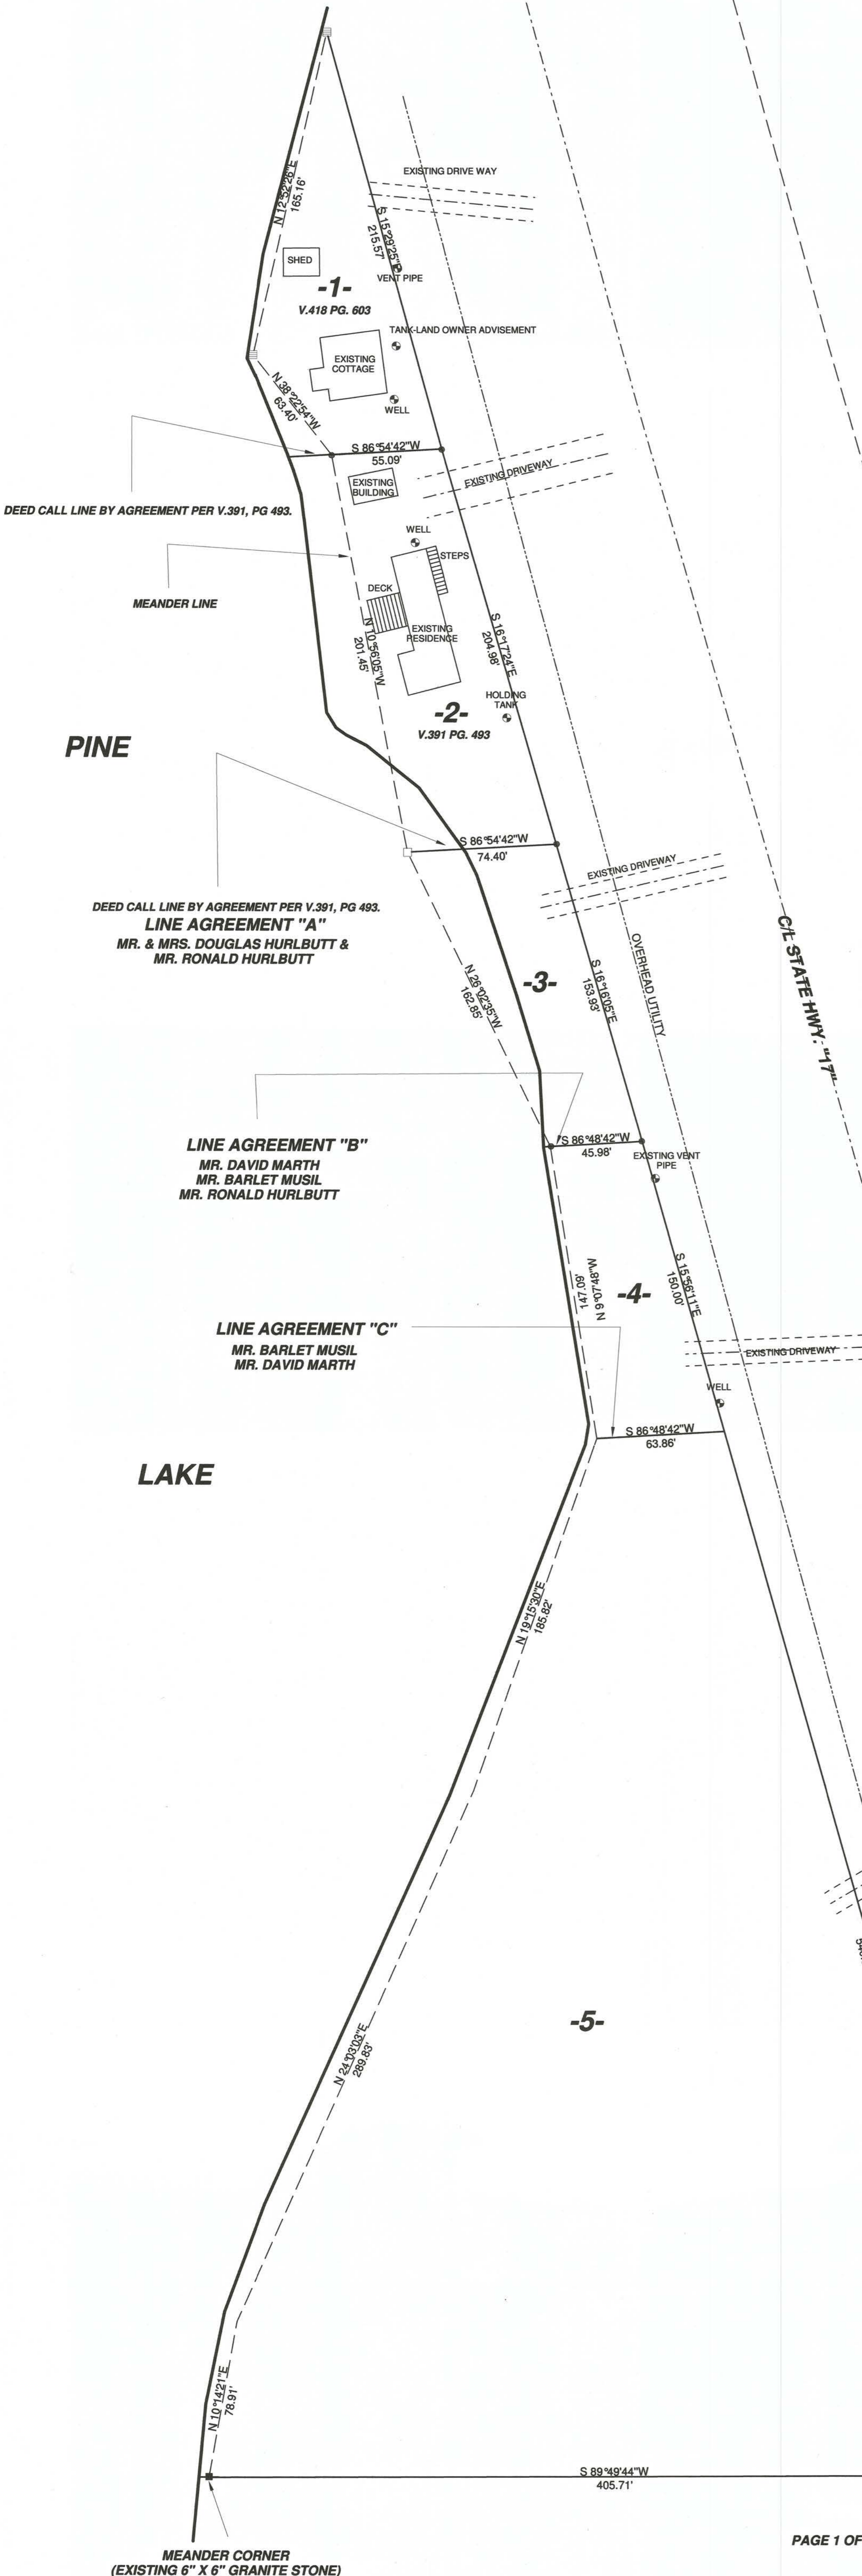 EXISTING DRIVE WAY
N 12°52'26"E
165.16'
S 15°29'25"E
215.57'
SHED
VENT PIPE
-1-
V.418 PG. 603
TANK-LAND OWNER ADVISEMENT
EXISTING
COTTAGE
N 38°22'54"W
63.40'
WELL
S 86°54'42"W
55.09'
EXISTING DRIVEWAY
EXISTING
BUILDING
DEED CALL LINE BY AGREEMENT PER V.391, PG 493.
WELL
STEPS
DECK
MEANDER LINE
EXISTING
RESIDENCE
N 10°56'05"W
201.45'
S 16°17'24"E
204.98'
HOLDING
TANK
-2-
V.391 PG. 493
PINE
S 86°54'42"W
74.40'
EXISTING DRIVEWAY
DEED CALL LINE BY AGREEMENT PER V.391, PG 493.
LINE AGREEMENT "A"
MR. & MRS. DOUGLAS HURLBUTT &
MR. RONALD HURLBUTT
OVERHEAD UTILITY
C/L STATE HWY. "17"
N 26°02'35"W
162.85'
-3-
S 16°16'05"E
153.93'
LINE AGREEMENT "B"
MR. DAVID MARTH
MR. BARLET MUSIL
MR. RONALD HURLBUTT
S 86°48'42"W
45.98'
EXISTING VENT
PIPE
147.09'
N 9°07'48"W
-4-
S 15°56'11"E
150.00'
LINE AGREEMENT "C"
MR. BARLET MUSIL
MR. DAVID MARTH
EXISTING DRIVEWAY
WELL
S 86°48'42"W
63.86'
LAKE
N 19°15'30"E
185.82'
-5-
N 24°03'03"E
289.83'
N 10°14'21"E
78.91'
S 89°49'44"W
405.71'
PAGE 1 OF
MEANDER CORNER
(EXISTING 6" X 6" GRANITE STONE)